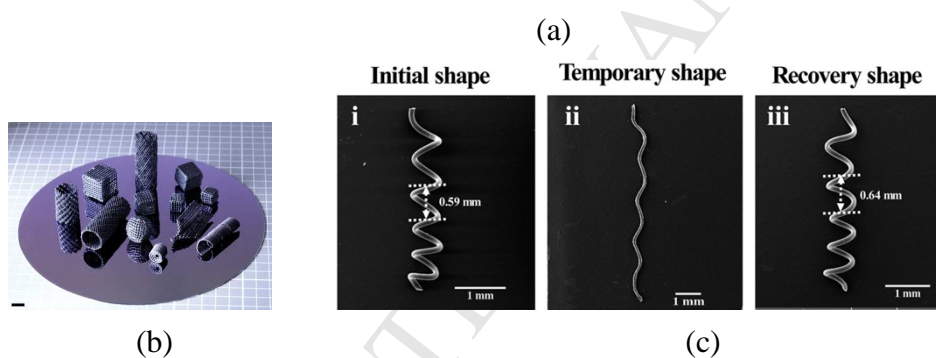 (a)
Initial shape
Temporary shape
Recovery shape
i
ii
iii
0.59 mm
0.64 mm
1 mm
1 mm
1 mm
(b)
(c)